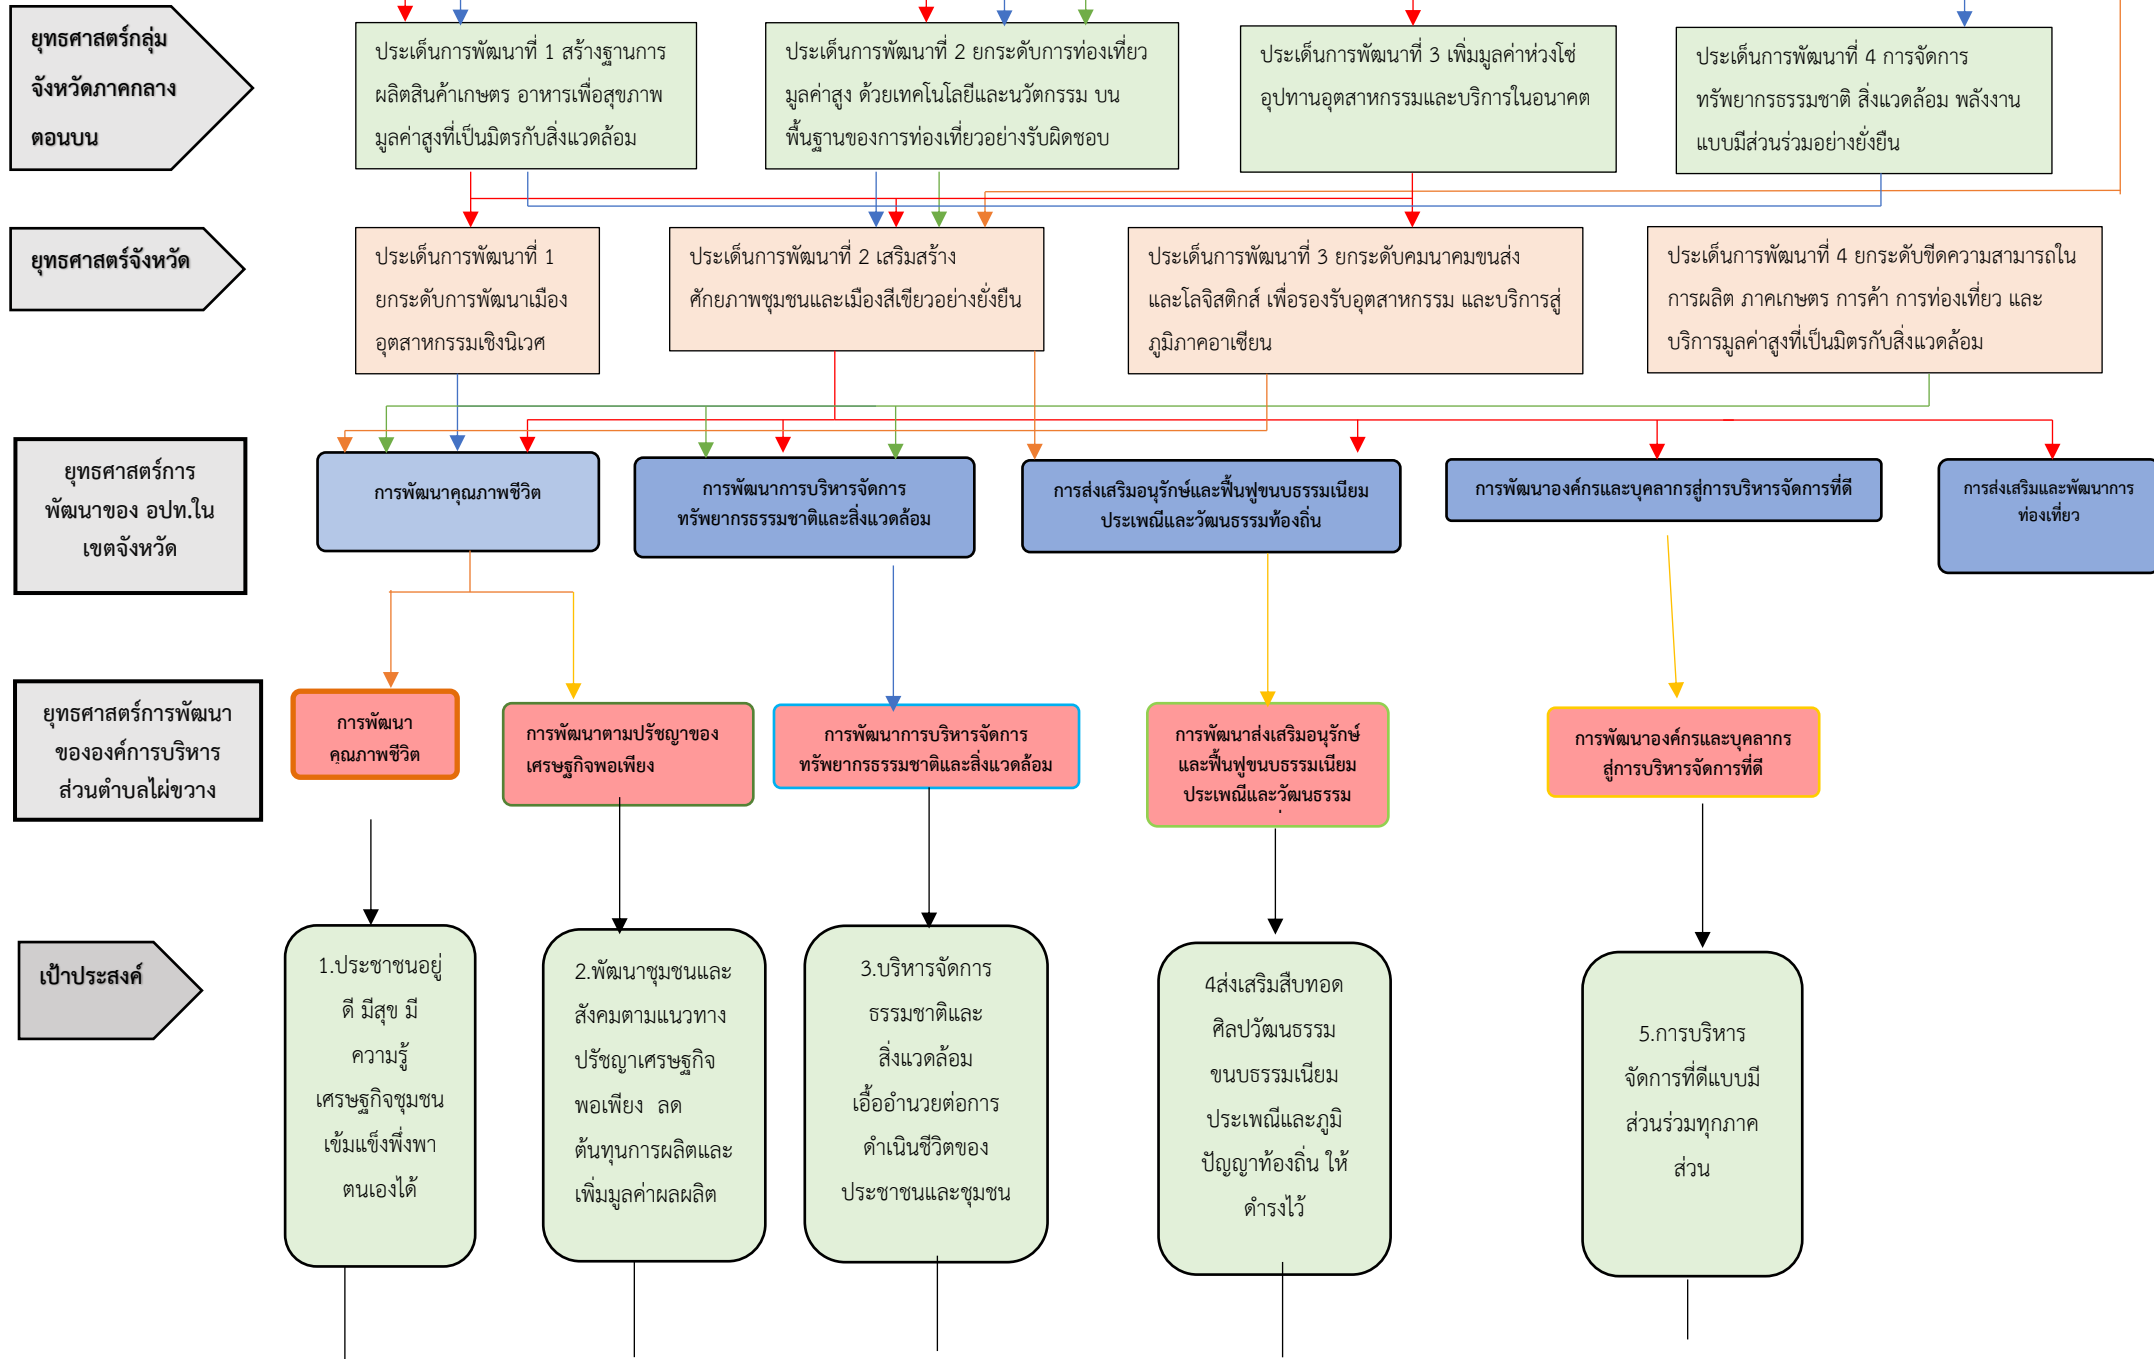 ยุทธศาสตร์กลุ่ม
จังหวัดภาคกลาง
ตอนบน
ประเด็นการพัฒนาที่ 1 สร้างฐานการ
ผลิตสินค้าเกษตร อาหารเพื่อสุขภาพ
มูลค่าสูงที่เป็นมิตรกับสิ่งแวดล้อม
ประเด็นการพัฒนาที่ 2 ยกระดับการท่องเที่ยว
มูลค่าสูง ด้วยเทคโนโลยีและนวัตกรรม บน
พื้นฐานของการท่องเที่ยวอย่างรับผิดชอบ
ประเด็นการพัฒนาที่ 3 เพิ่มมูลค่าห่วงโซ่
อุปทานอุตสาหกรรมและบริการในอนาคต
ประเด็นการพัฒนาที่ 4 การจัดการ
ทรัพยากรธรรมชาติ สิ่งแวดล้อม พลังงาน
แบบมีส่วนร่วมอย่างยั่งยืน
ยุทธศาสตร์จังหวัด
ประเด็นการพัฒนาที่ 1
ยกระดับการพัฒนาเมือง
อุตสาหกรรมเชิงนิเวศ
ประเด็นการพัฒนาที่ 2 เสริมสร้าง
ศักยภาพชุมชนและเมืองสีเขียวอย่างยั่งยืน
ประเด็นการพัฒนาที่ 3 ยกระดับคมนาคมขนส่ง
และโลจิสติกส์ เพื่อรองรับอุตสาหกรรม และบริการสู่
ภูมิภาคอาเซียน
ประเด็นการพัฒนาที่ 4 ยกระดับขีดความสามารถใน
การผลิต ภาคเกษตร การค้า การท่องเที่ยว และ
บริการมูลค่าสูงที่เป็นมิตรกับสิ่งแวดล้อม
ยุทธศาสตร์การ
พัฒนาของ อปท.ใน
เขตจังหวัด
การพัฒนาคุณภาพชีวิต
การพัฒนาการบริหารจัดการ
ทรัพยากรธรรมชาติและสิ่งแวดล้อม
การส่งเสริมอนุรักษ์และฟื้นฟูขนบธรรมเนียม
ประเพณีและวัฒนธรรมท้องถิ่น
การพัฒนาองค์กรและบุคลากรสู่การบริหารจัดการที่ดี
การส่งเสริมและพัฒนาการ
ท่องเที่ยว
ยุทธศาสตร์การพัฒนา
ขององค์การบริหาร
ส่วนตำบลไผ่ขวาง
การพัฒนา
คุณภาพชีวิต
การพัฒนาตามปรัชญาของ
เศรษฐกิจพอเพียง
การพัฒนาการบริหารจัดการ
ทรัพยากรธรรมชาติและสิ่งแวดล้อม
การพัฒนาส่งเสริมอนุรักษ์
และฟื้นฟูขนบธรรมเนียม
ประเพณีและวัฒนธรรม
การพัฒนาองค์กรและบุคลากร
สู่การบริหารจัดการที่ดี
เป้าประสงค์
1.ประชาชนอยู่
ดี มีสุข มี
ความรู้
เศรษฐกิจชุมชน
เข้มแข็งพึ่งพา
ตนเองได้
2.พัฒนาชุมชนและ
สังคมตามแนวทาง
ปรัชญาเศรษฐกิจ
พอเพียง  ลด
ต้นทุนการผลิตและ
เพิ่มมูลค่าผลผลิต
3.บริหารจัดการ
ธรรมชาติและ
สิ่งแวดล้อม
เอื้ออำนวยต่อการ
ดำเนินชีวิตของ
ประชาชนและชุมชน
4ส่งเสริมสืบทอด
ศิลปวัฒนธรรม
ขนบธรรมเนียม
ประเพณีและภูมิ
ปัญญาท้องถิ่น ให้
ดำรงไว้
5.การบริหาร
จัดการที่ดีแบบมี
ส่วนร่วมทุกภาค
ส่วน